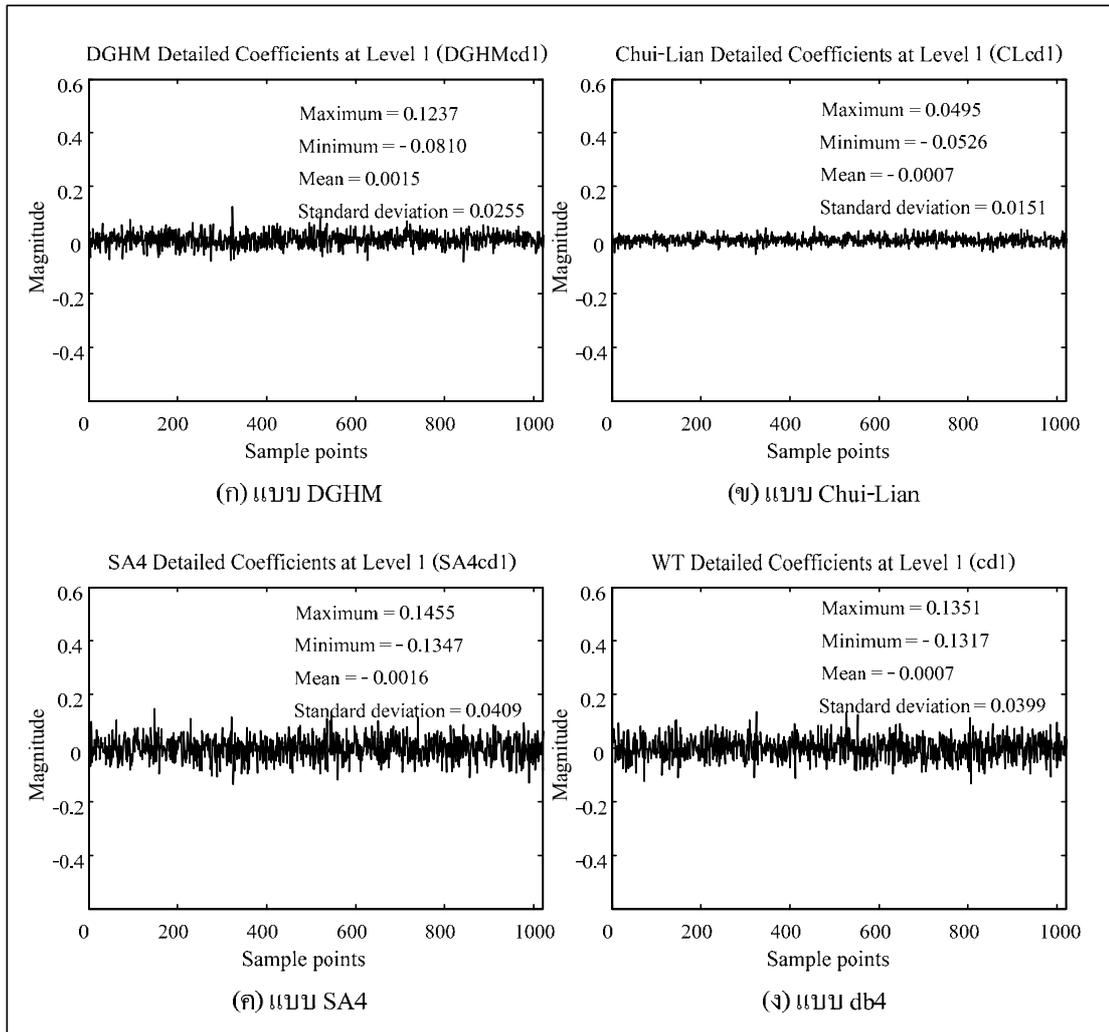 DGHM Detailed Coefficients at Level 1 (DGHMcd1)
0.6
0.4
0.2
0
-0.2
-0.4
Magnitude
Maximum = 0.1237
Minimum = - 0.0810
Mean = 0.0015
Standard deviation = 0.0255
0 200 400 600 800 1000
Sample points
(ก) แบบ DGHM
Chui-Lian Detailed Coefficients at Level 1 (CLcd1)
0.6
0.4
0.2
0
-0.2
-0.4
Magnitude
Maximum = 0.0495
Minimum = - 0.0526
Mean = - 0.0007
Standard deviation = 0.0151
0 200 400 600 800 1000
Sample points
(ข) แบบ Chui-Lian
SA4 Detailed Coefficients at Level 1 (SA4cd1)
0.6
0.4
0.2
0
-0.2
-0.4
Magnitude
Maximum = 0.1455
Minimum = - 0.1347
Mean = - 0.0016
Standard deviation = 0.0409
0 200 400 600 800 1000
Sample points
(ค) แบบ SA4
WT Detailed Coefficients at Level 1 (cd1)
0.6
0.4
0.2
0
-0.2
-0.4
Magnitude
Maximum = 0.1351
Minimum = - 0.1317
Mean = - 0.0007
Standard deviation = 0.0399
0 200 400 600 800 1000
Sample points
(ง) แบบ db4